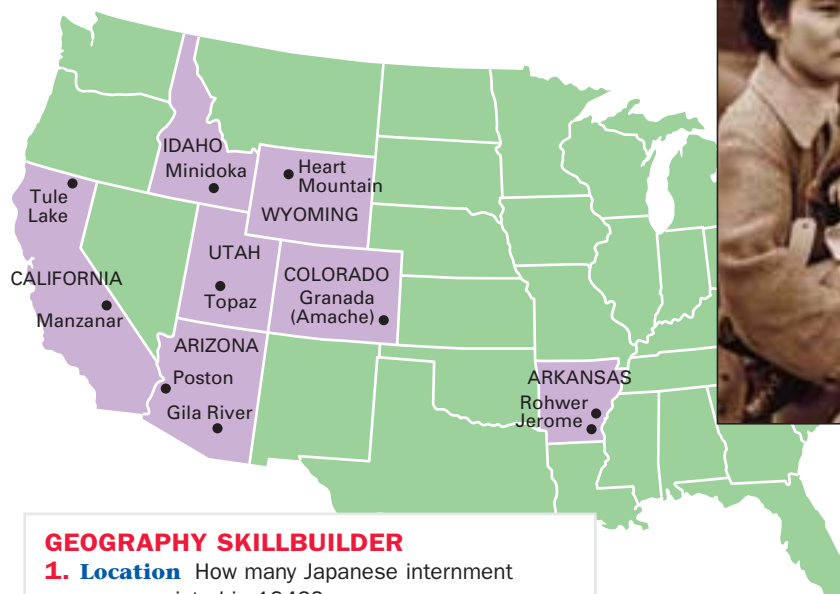 IDAHO
Minidoka
Heart
Mountain
WYOMING
Tule
Lake
UTAH
Topaz
CALIFORNIA
Manzanar
COLORADO
Granada
(Amache)
ARIZONA
Poston
Gila River
ARKANSAS
Rohwer
Jerome
GEOGRAPHY SKILLBUILDER
1. Location How many Japanese internment